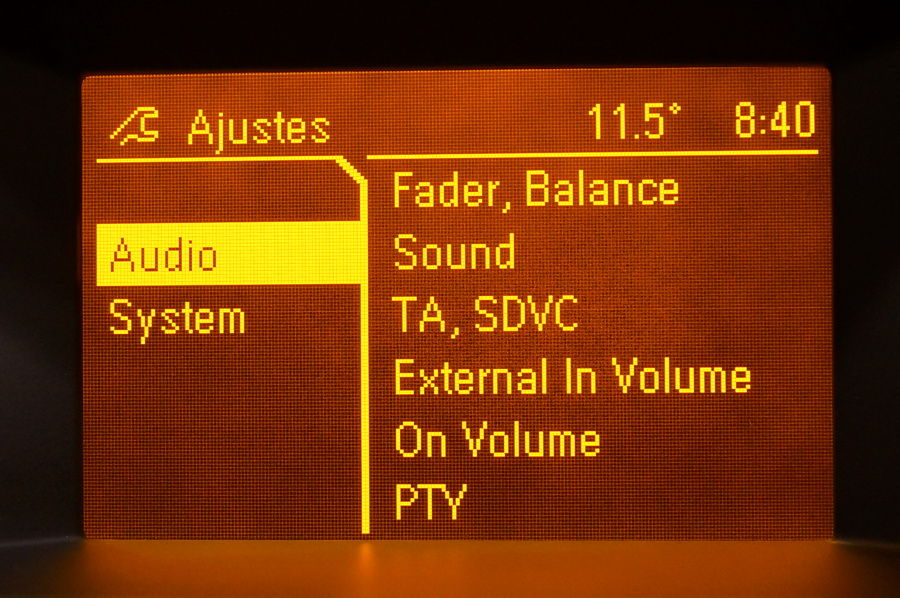 Ajustes 11.5° 8:40
Audio
System
Fader, Balance
Sound
TA, SDVC
External In Volume
On Volume
PTY